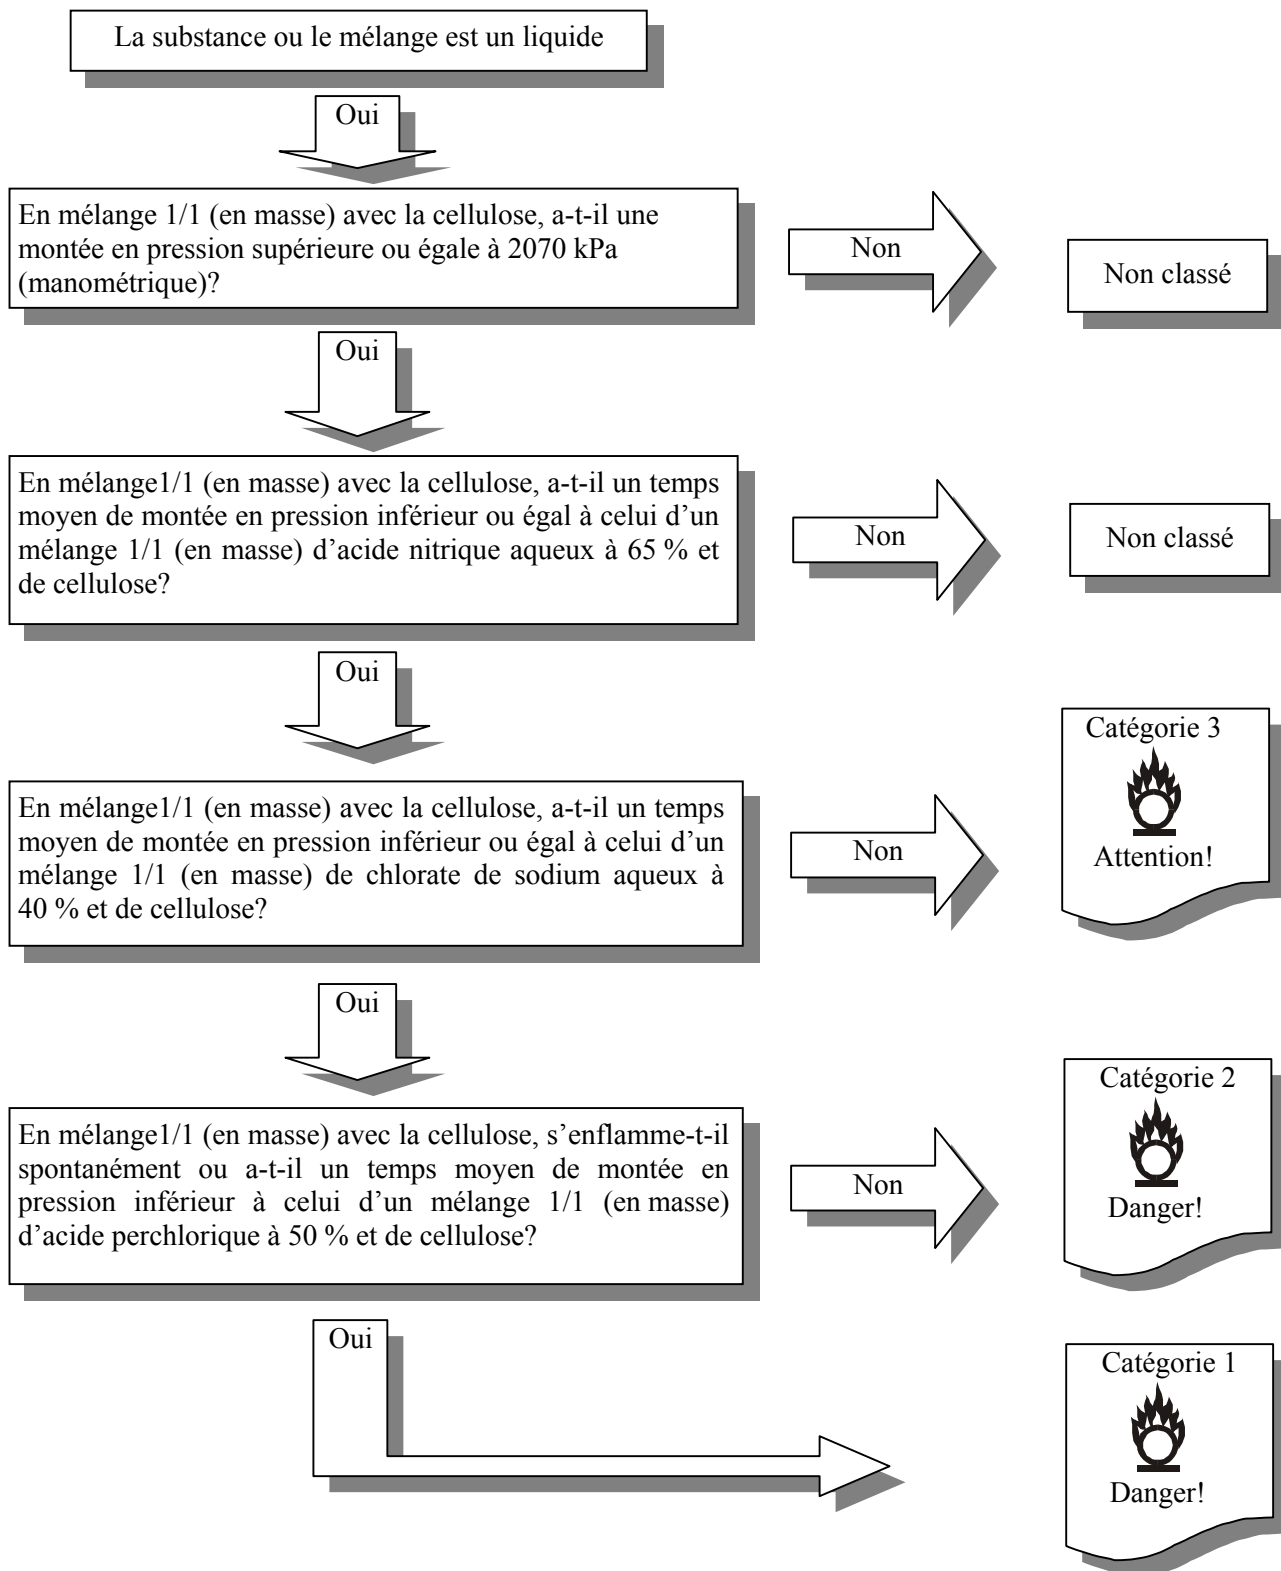 La substance ou le mélange est un liquide
Oui
En mélange 1/1 (en masse) avec la cellulose, a-t-il une
montée en pression supérieure ou égale à 2070 kPa
(manométrique)?
Non
Non classé
Oui
En mélange1/1 (en masse) avec la cellulose, a-t-il un temps
moyen de montée en pression inférieur ou égal à celui d’un
mélange 1/1 (en masse) d’acide nitrique aqueux à 65 % et
de cellulose?
Non
Non classé
Oui
En mélange1/1 (en masse) avec la cellulose, a-t-il un temps
moyen de montée en pression inférieur ou égal à celui d’un
mélange 1/1 (en masse) de chlorate de sodium aqueux à
40 % et de cellulose?
Non
Catégorie 3
Attention!
Oui
En mélange1/1 (en masse) avec la cellulose, s’enflamme-t-il
spontanément ou a-t-il un temps moyen de montée en
pression inférieur à celui d’un mélange 1/1 (en masse)
d’acide perchlorique à 50 % et de cellulose?
Non
Catégorie 2
Danger!
Oui
Catégorie 1
Danger!